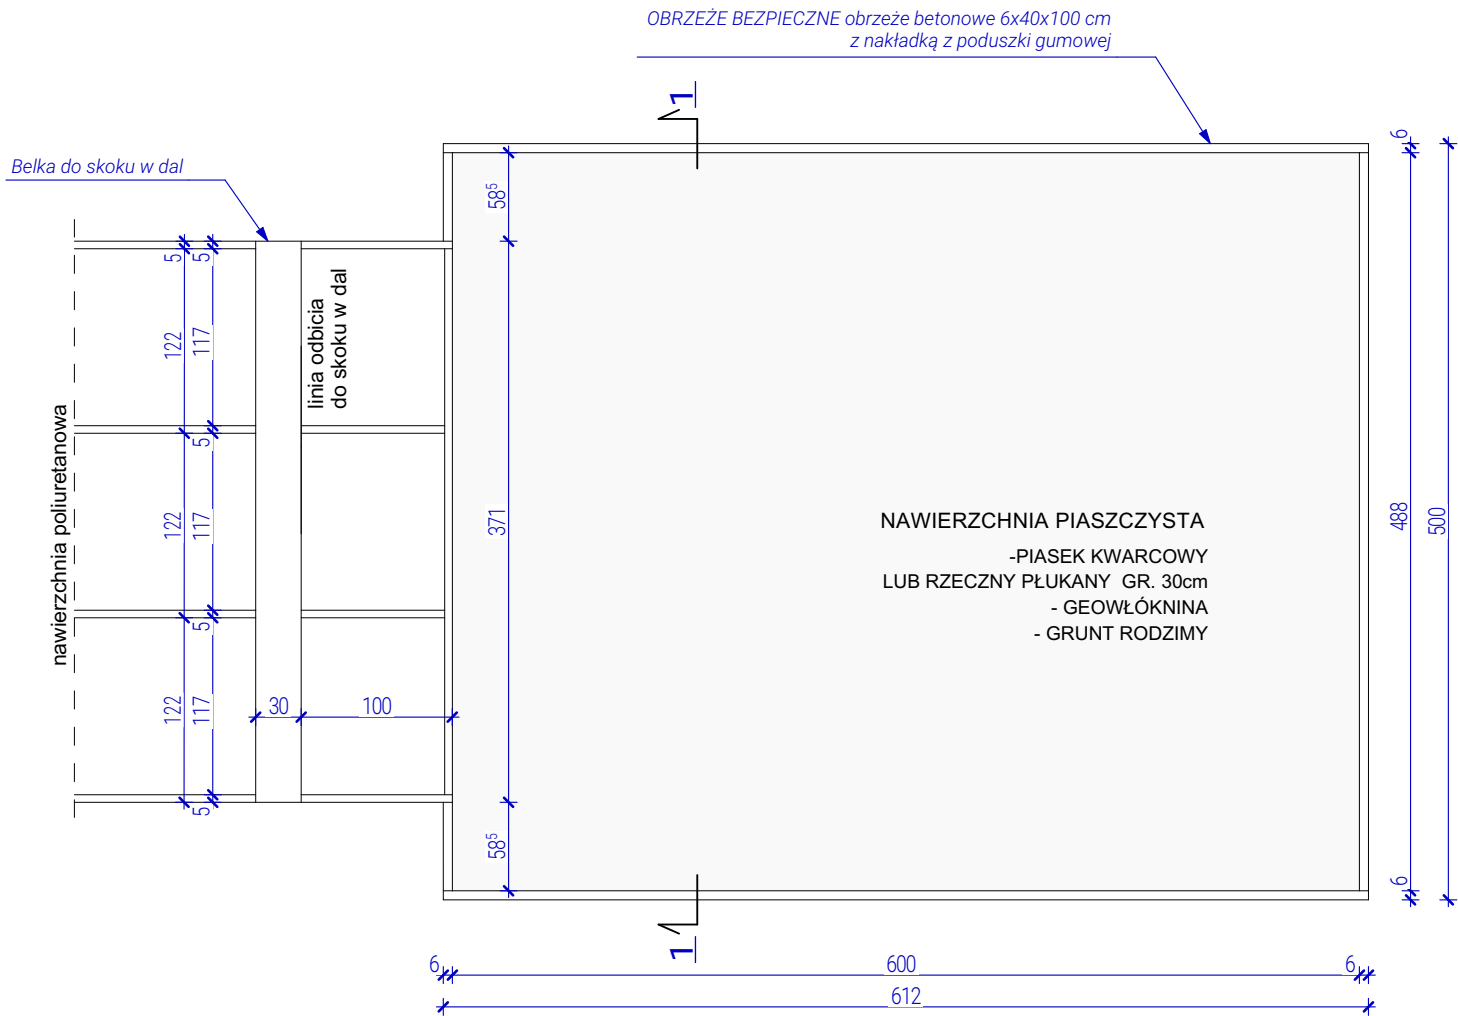 OBRZEŻE BEZPIECZNE obrzeże betonowe 6x40x100 cm
z nakładką z poduszki gumowej
Belka do skoku w dal
1
6
58⁵
5
5
linia odbicia
do skoku w dal
122
117
nawierzchnia poliuretanowa
5
122
117
371
488
500
NAWIERZCHNIA PIASZCZYSTA
-PIASEK KWARCOWY
LUB RZECZNY PŁUKANY GR. 30cm
- GEOWŁÓKNINA
- GRUNT RODZIMY
5
122
117
30
100
5
58⁵
6
1
6
600
6
612